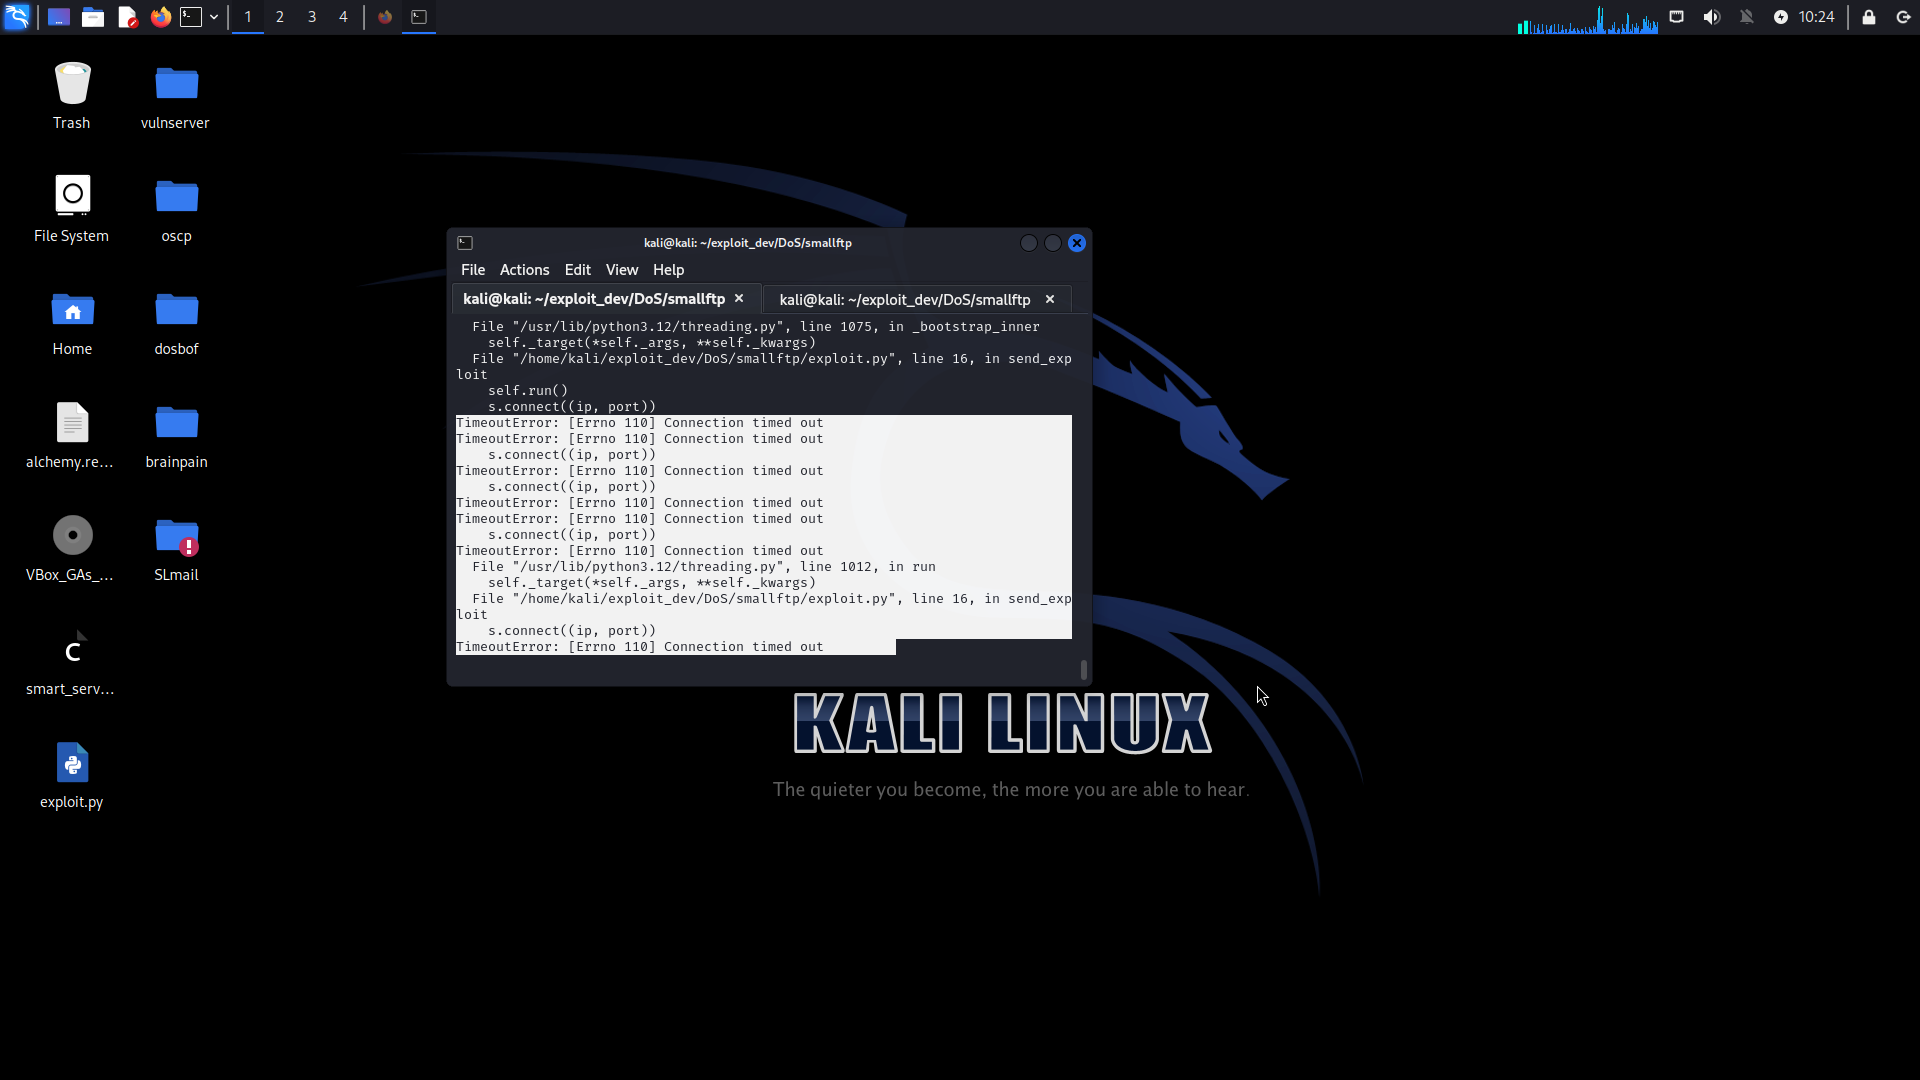 1 2 3 4
10:24
Trash
vulnserver
File System
oscp
Home
dosbof
alchemy.re...
brainpain
VBox_GAs_...
SLmail
C
smart_serv...
exploit.py
kali@kali: ~/exploit_dev/DoS/smallftp
File Actions Edit View Help
kali@kali: ~/exploit_dev/DoS/smallftp × kali@kali: ~/exploit_dev/DoS/smallftp ×
File "/usr/lib/python3.12/threading.py", line 1075, in _bootstrap_inner
self._target(*self._args, **self._kwargs)
File "/home/kali/exploit_dev/DoS/smallftp/exploit.py", line 16, in send_exp
loit
self.run()
s.connect((ip, port))
TimeoutError: [Errno 110] Connection timed out
TimeoutError: [Errno 110] Connection timed out
s.connect((ip, port))
TimeoutError: [Errno 110] Connection timed out
s.connect((ip, port))
TimeoutError: [Errno 110] Connection timed out
TimeoutError: [Errno 110] Connection timed out
s.connect((ip, port))
TimeoutError: [Errno 110] Connection timed out
File "/usr/lib/python3.12/threading.py", line 1012, in run
self._target(*self._args, **self._kwargs)
File "/home/kali/exploit_dev/DoS/smallftp/exploit.py", line 16, in send_exp
loit
s.connect((ip, port))
TimeoutError: [Errno 110] Connection timed out
KALI LINUX
The quieter you become, the more you are able to hear.